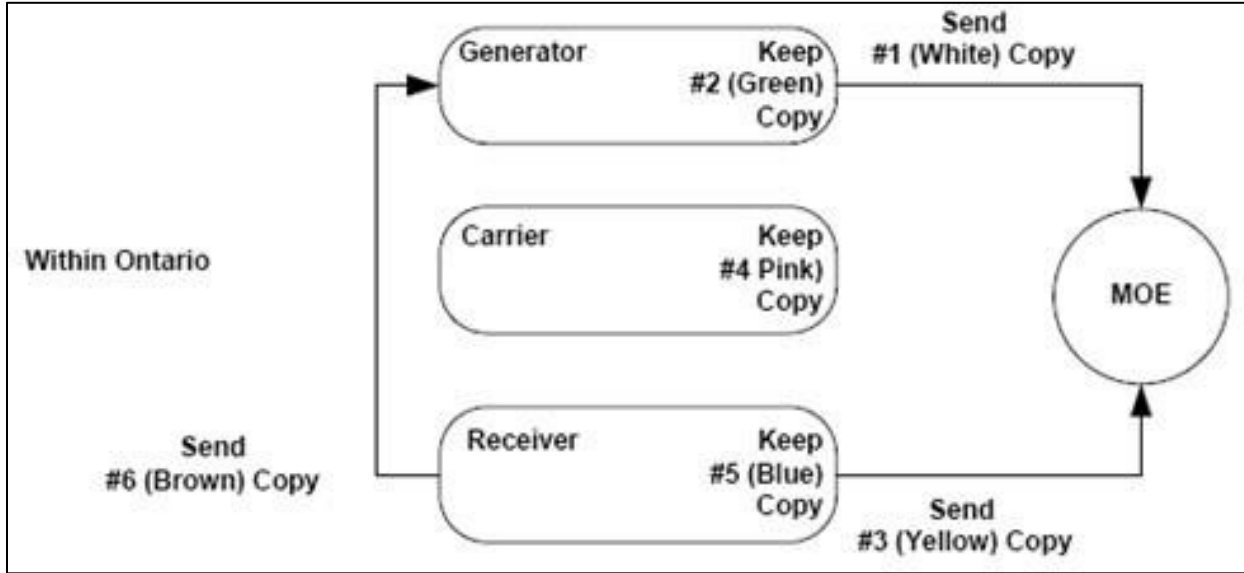 Send
#1 (White) Copy
Generator
Keep
#2 (Green)
Copy
Within Ontario
Carrier
Keep
#4 Pink)
Copy
MOE
Send
#6 (Brown) Copy
Receiver
Keep
#5 (Blue)
Copy
Send
#3 (Yellow) Copy